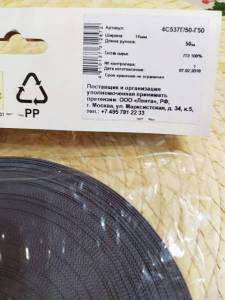 Артикул: 4С537Г/50-Г50
Ширина 15мм
Длина рулона: 50м
Состав сырья: ПЭ 100%
№ контролера: 1
Дата изготовления: 07.02.2019
Срок хранения не ограничен
Поставщик и организация
уполномоченная принимать
претензии: ООО «Лента», РФ,
г. Москва, ул. Марксистская, д. 34, к.5,
тел.: +7 495 781 22 33
PP